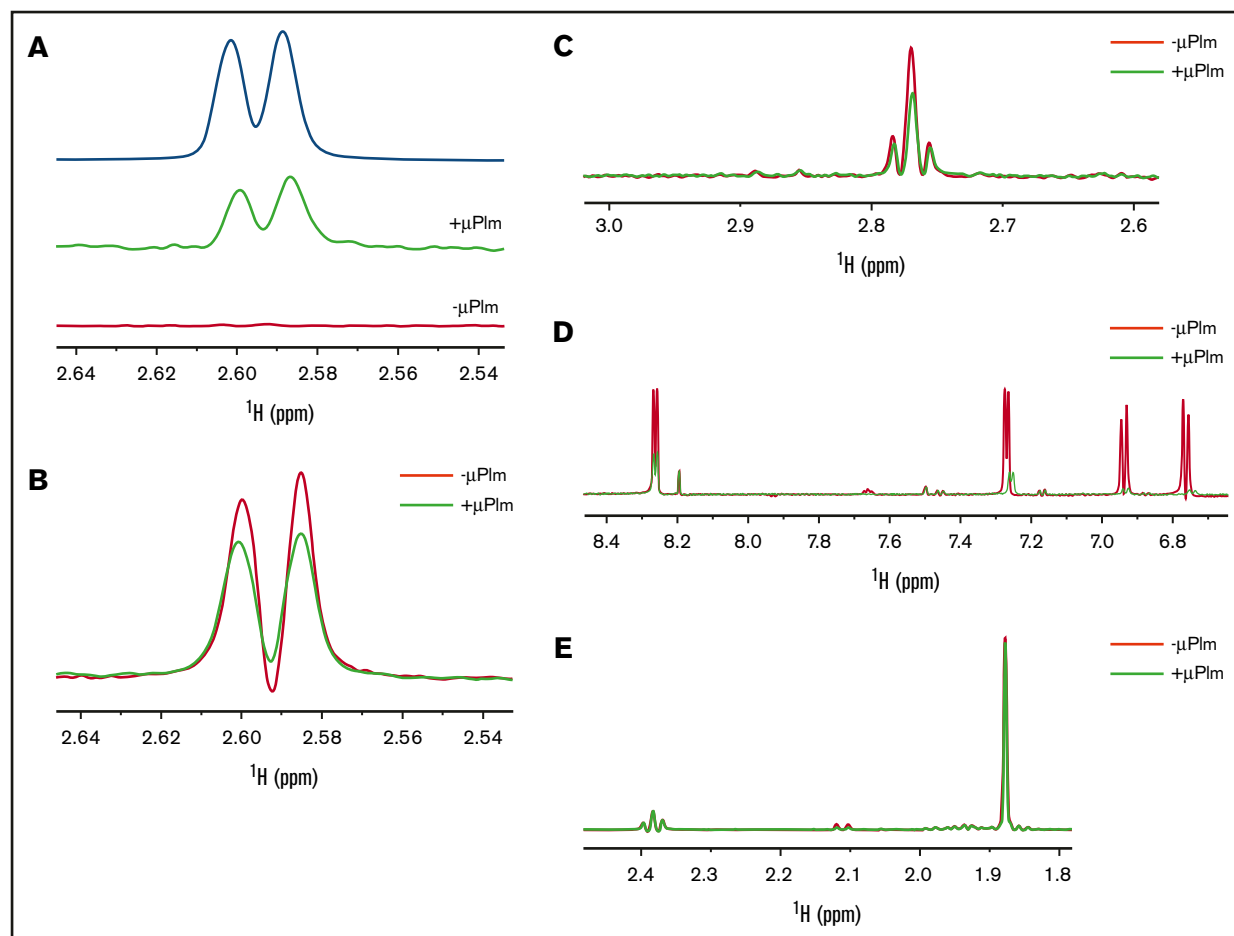 A
+μPlm
-μPlm
2.64 2.62 2.60 2.58 2.56 2.54
1H (ppm)
B
-μPlm
+μPlm
2.64 2.62 2.60 2.58 2.56 2.54
1H (ppm)
C
-μPlm
+μPlm
3.0 2.9 2.8 2.7 2.6
1H (ppm)
D
-μPlm
+μPlm
8.4 8.2 8.0 7.8 7.6 7.4 7.2 7.0 6.8
1H (ppm)
E
-μPlm
+μPlm
2.4 2.3 2.2 2.1 2.0 1.9 1.8
1H (ppm)